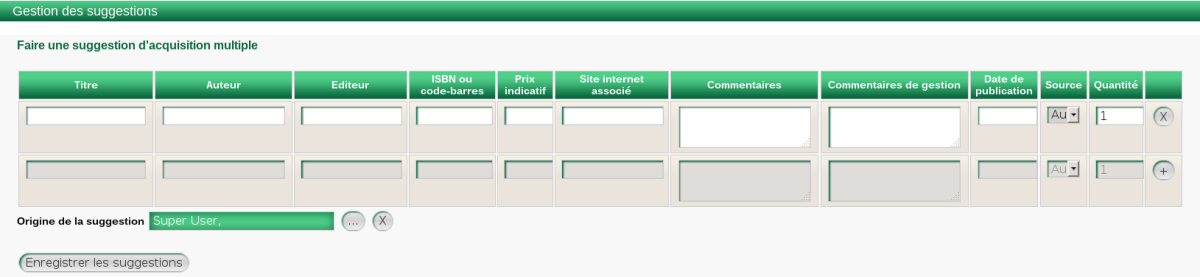 Gestion des suggestions
Faire une suggestion d'acquisition multiple
Titre Auteur Editeur ISBN ou code-barres Prix indicatif Site internet associé Commentaires Commentaires de gestion Date de publication Source Quantité
Au 1 X
Au 1 +
Origine de la suggestion Super User, ... X
Enregistrer les suggestions